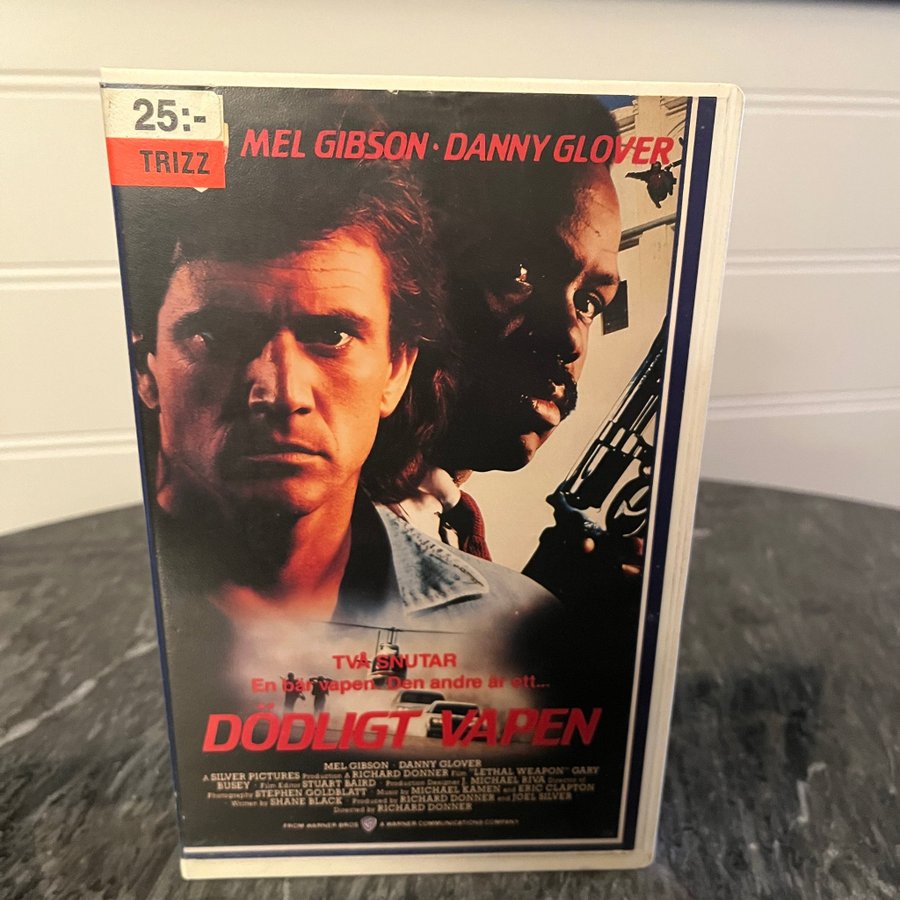 25:-
TRIZZ
MEL GIBSON · DANNY GLOVER
TVÅ SNUTAR
En bär vapen. Den andre är ett...
DÖDLIGT VAPEN
MEL GIBSON · DANNY GLOVER
A SILVER PICTURES Production A RICHARD DONNER Film "LETHAL WEAPON" GARY
BUSEY · Film Editor STUART BAIRD · Production Designer J. MICHAEL RIVA Director of
Photography STEPHEN GOLDBLATT · Music by MICHAEL KAMEN and ERIC CLAPTON
Written by SHANE BLACK · Produced by RICHARD DONNER and JOEL SILVER
Directed by RICHARD DONNER
FROM WARNER BROS A WARNER COMMUNICATIONS COMPANY